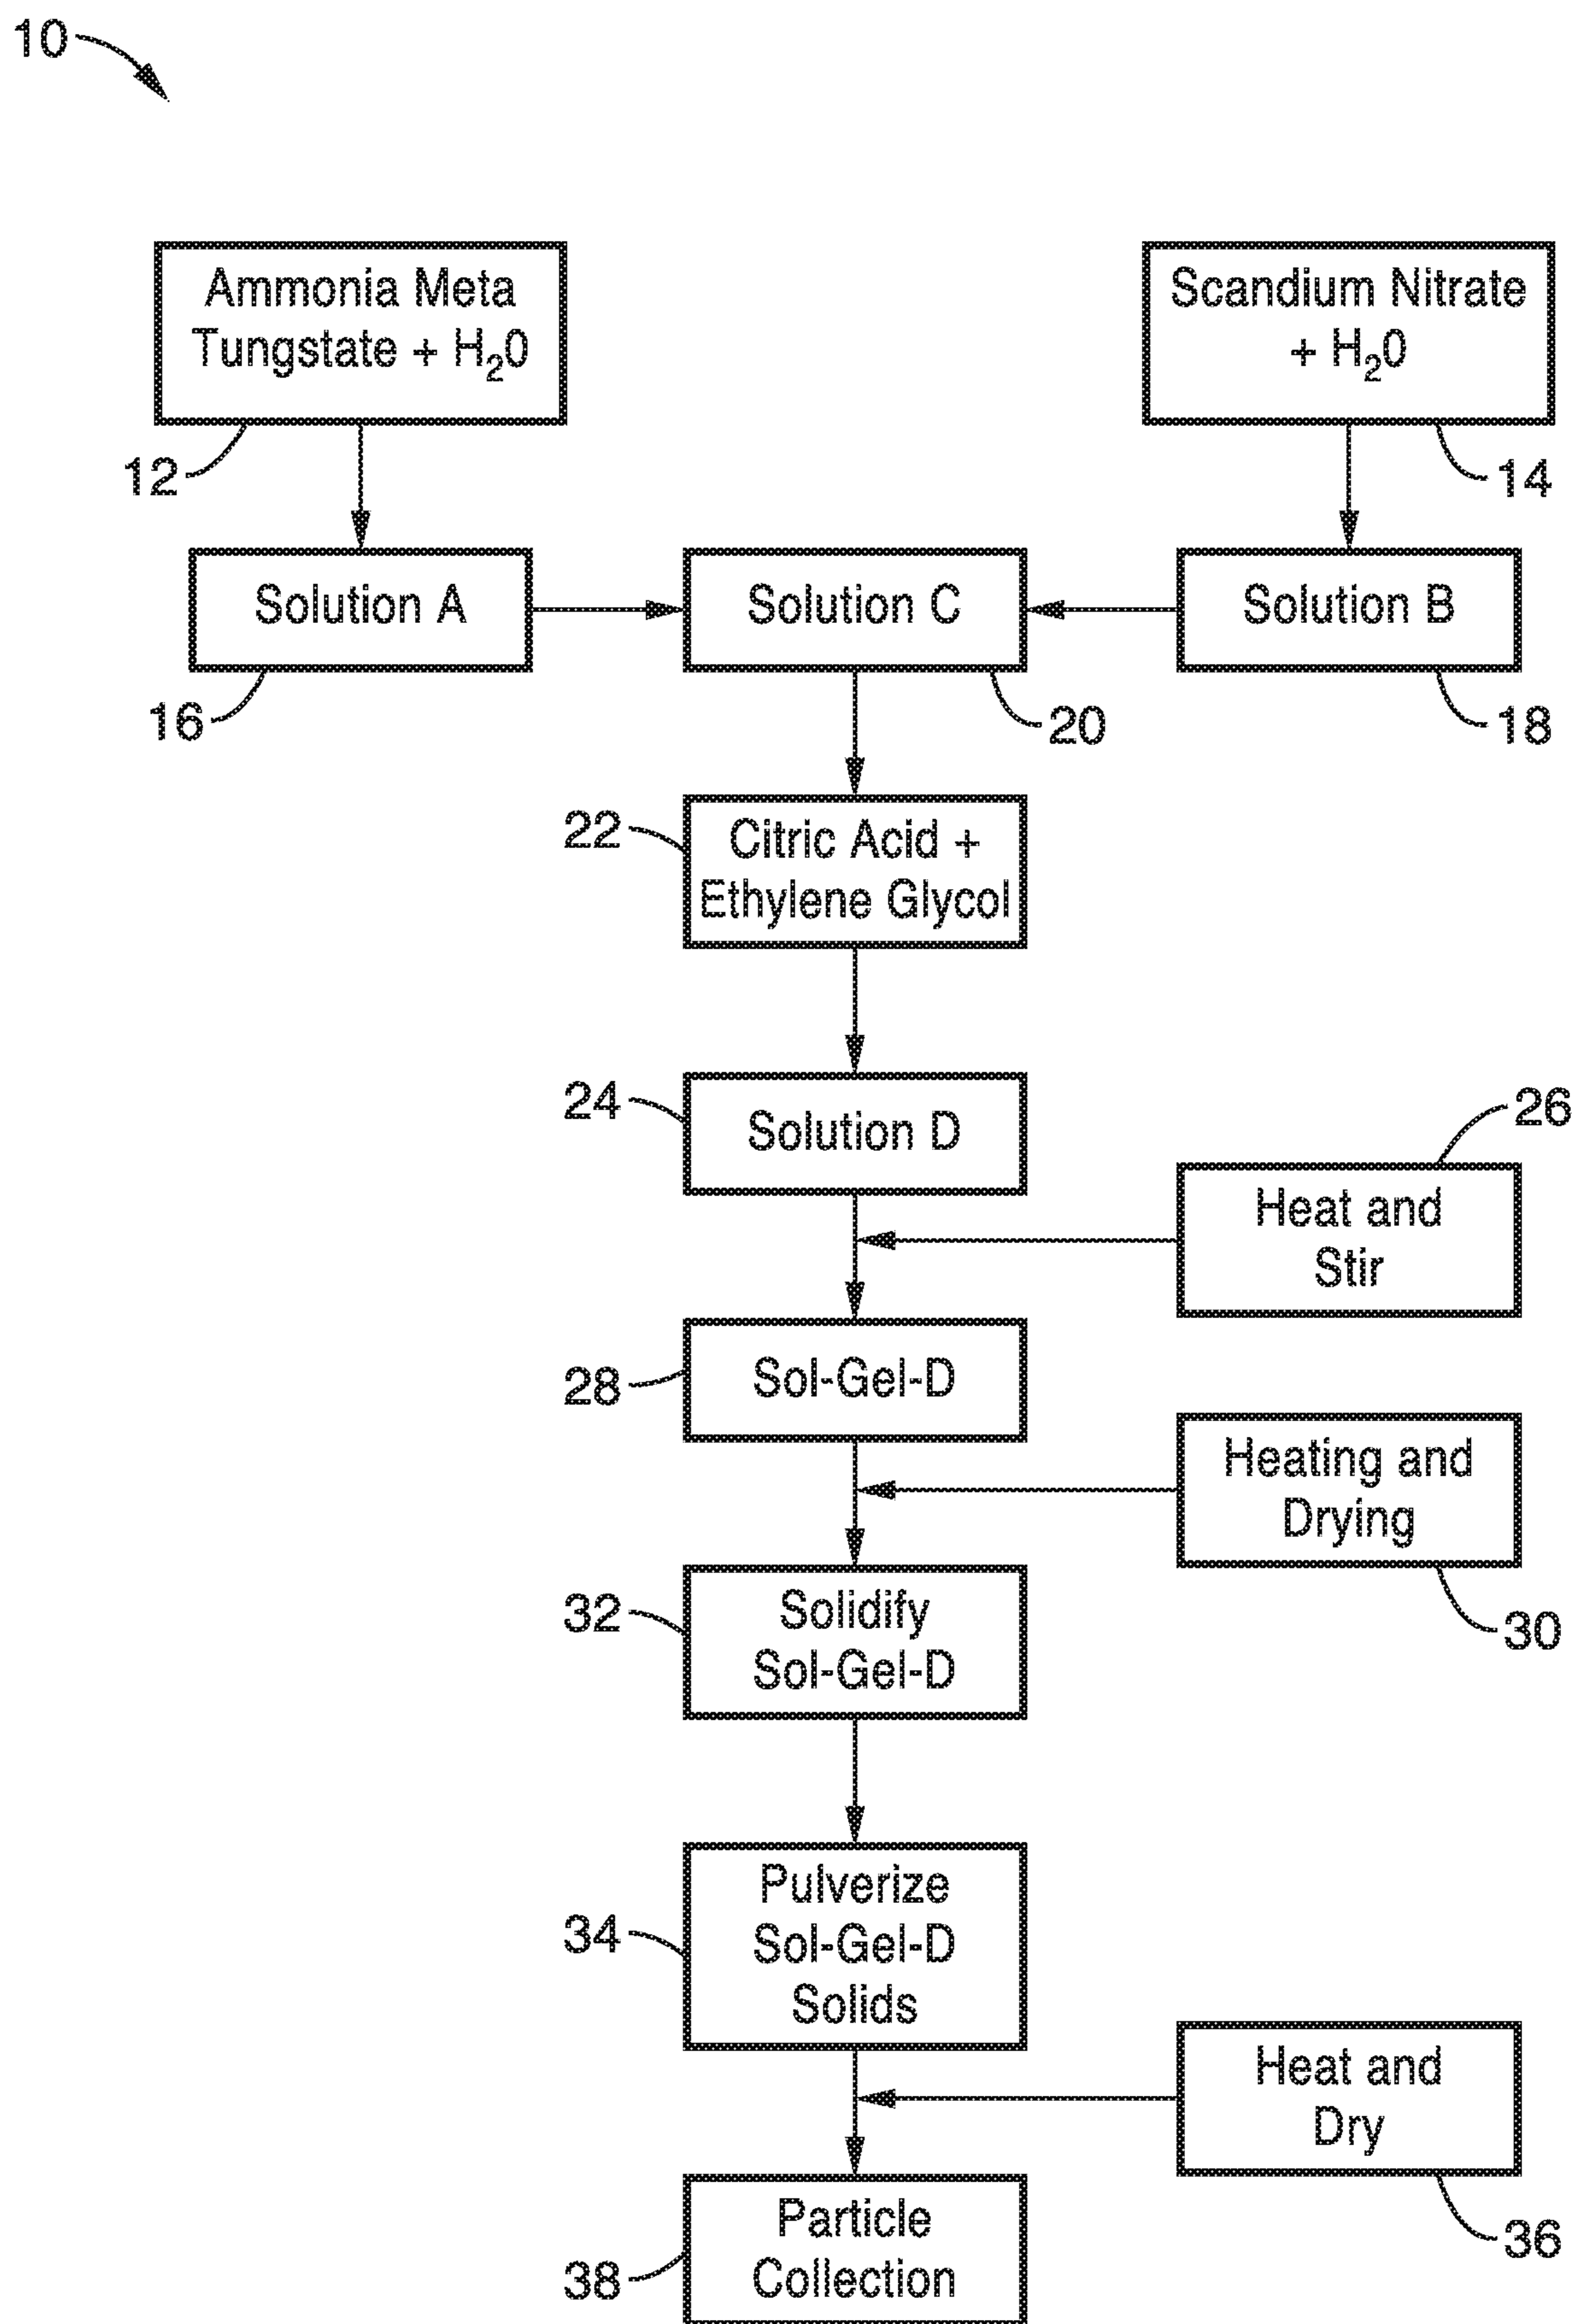 10
Ammonia Meta
Tungstate + H₂0
Scandium Nitrate
+ H₂0
12
14
Solution A
Solution C
Solution B
16
20
18
22
Citric Acid +
Ethylene Glycol
24
Solution D
26
Heat and
Stir
28
Sol-Gel-D
Heating and
Drying
30
32
Solidify
Sol-Gel-D
34
Pulverize
Sol-Gel-D
Solids
Heat and
Dry
36
38
Particle
Collection